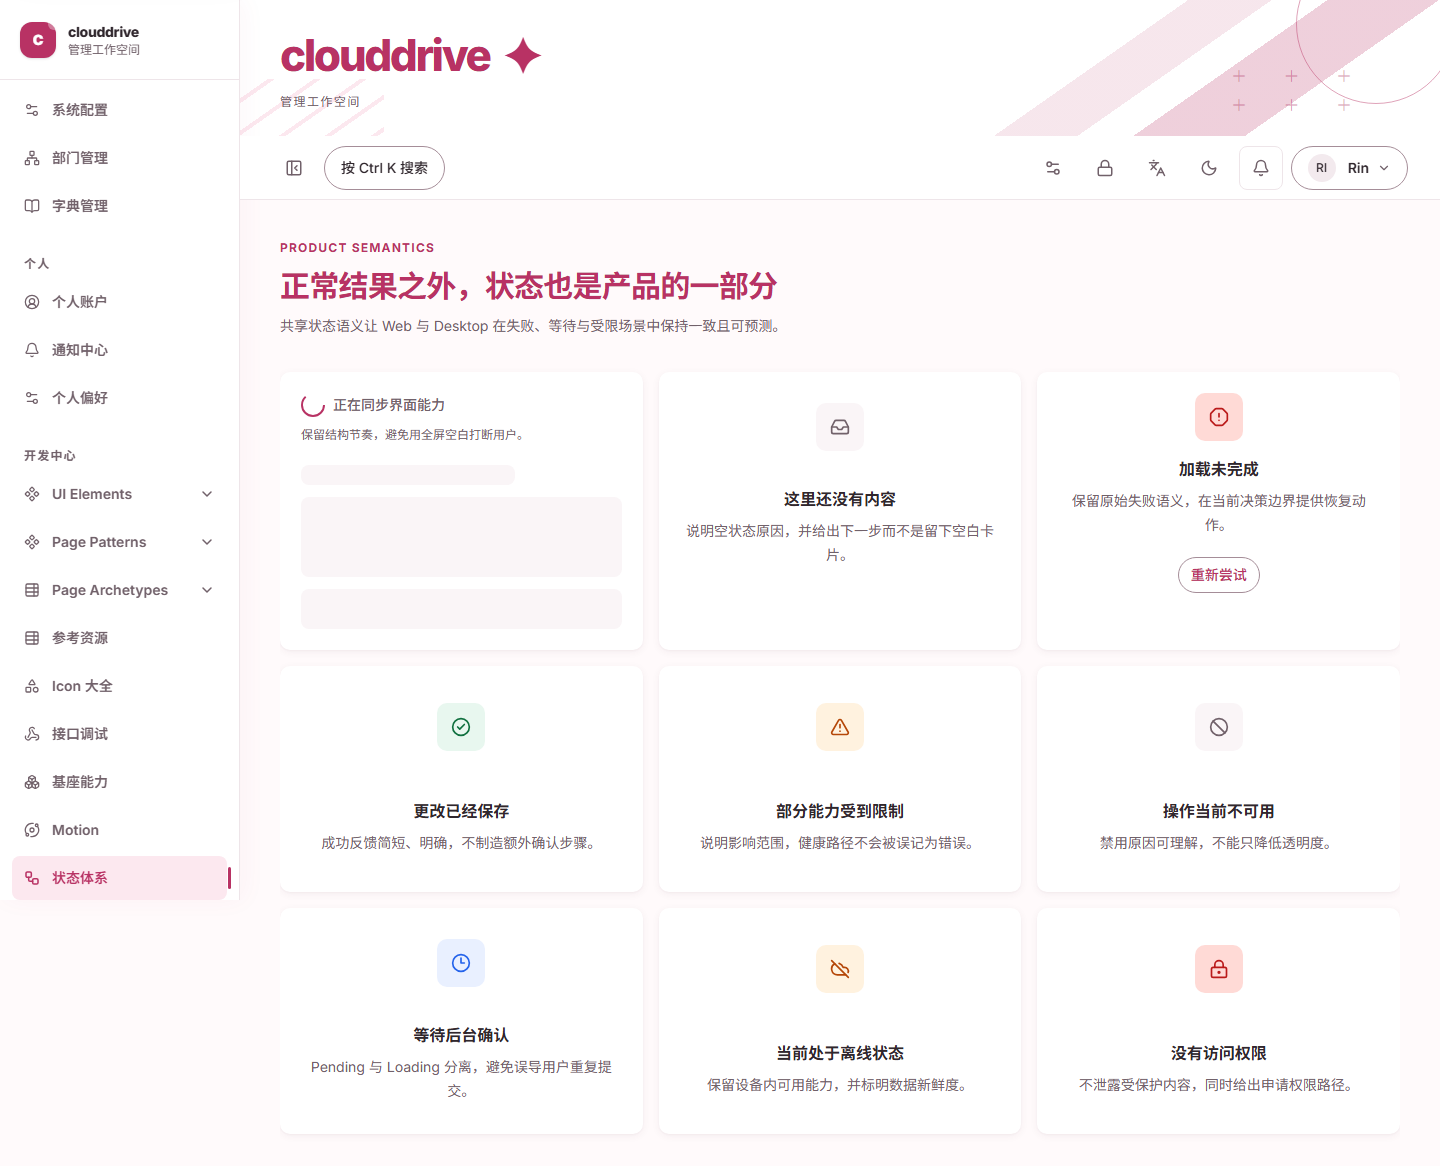 C
clouddrive
管理工作空间
系统配置
部门管理
字典管理
个人
个人账户
通知中心
个人偏好
开发中心
UI Elements
Page Patterns
Page Archetypes
参考资源
Icon 大全
接口调试
基座能力
Motion
状态体系
clouddrive
管理工作空间
按 Ctrl K 搜索
RI
Rin
PRODUCT SEMANTICS
正常结果之外，状态也是产品的一部分
共享状态语义让 Web 与 Desktop 在失败、等待与受限场景中保持一致且可预测。
正在同步界面能力
保留结构节奏，避免用全屏空白打断用户。
这里还没有内容
说明空状态原因，并给出下一步而不是留下空白卡
片。
加载未完成
保留原始失败语义，在当前决策边界提供恢复动
作。
重新尝试
更改已经保存
成功反馈简短、明确，不制造额外确认步骤。
部分能力受到限制
说明影响范围，健康路径不会被误记为错误。
操作当前不可用
禁用原因可理解，不能只降低透明度。
等待后台确认
Pending 与 Loading 分离，避免误导用户重复提
交。
当前处于离线状态
保留设备内可用能力，并标明数据新鲜度。
没有访问权限
不泄露受保护内容，同时给出申请权限路径。